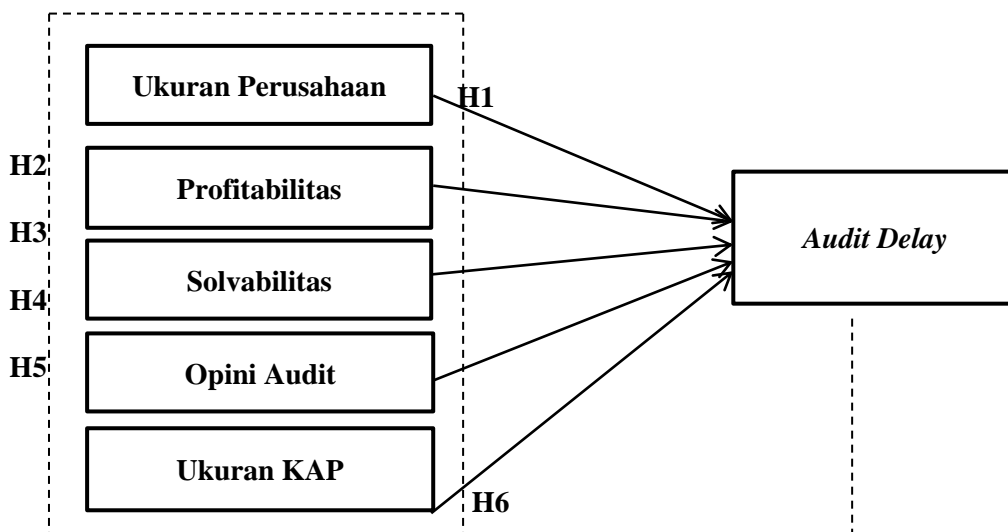 Ukuran Perusahaan
H1
H2
Profitabilitas
H3
Audit Delay
Solvabilitas
H4
H5
Opini Audit
Ukuran KAP
H6